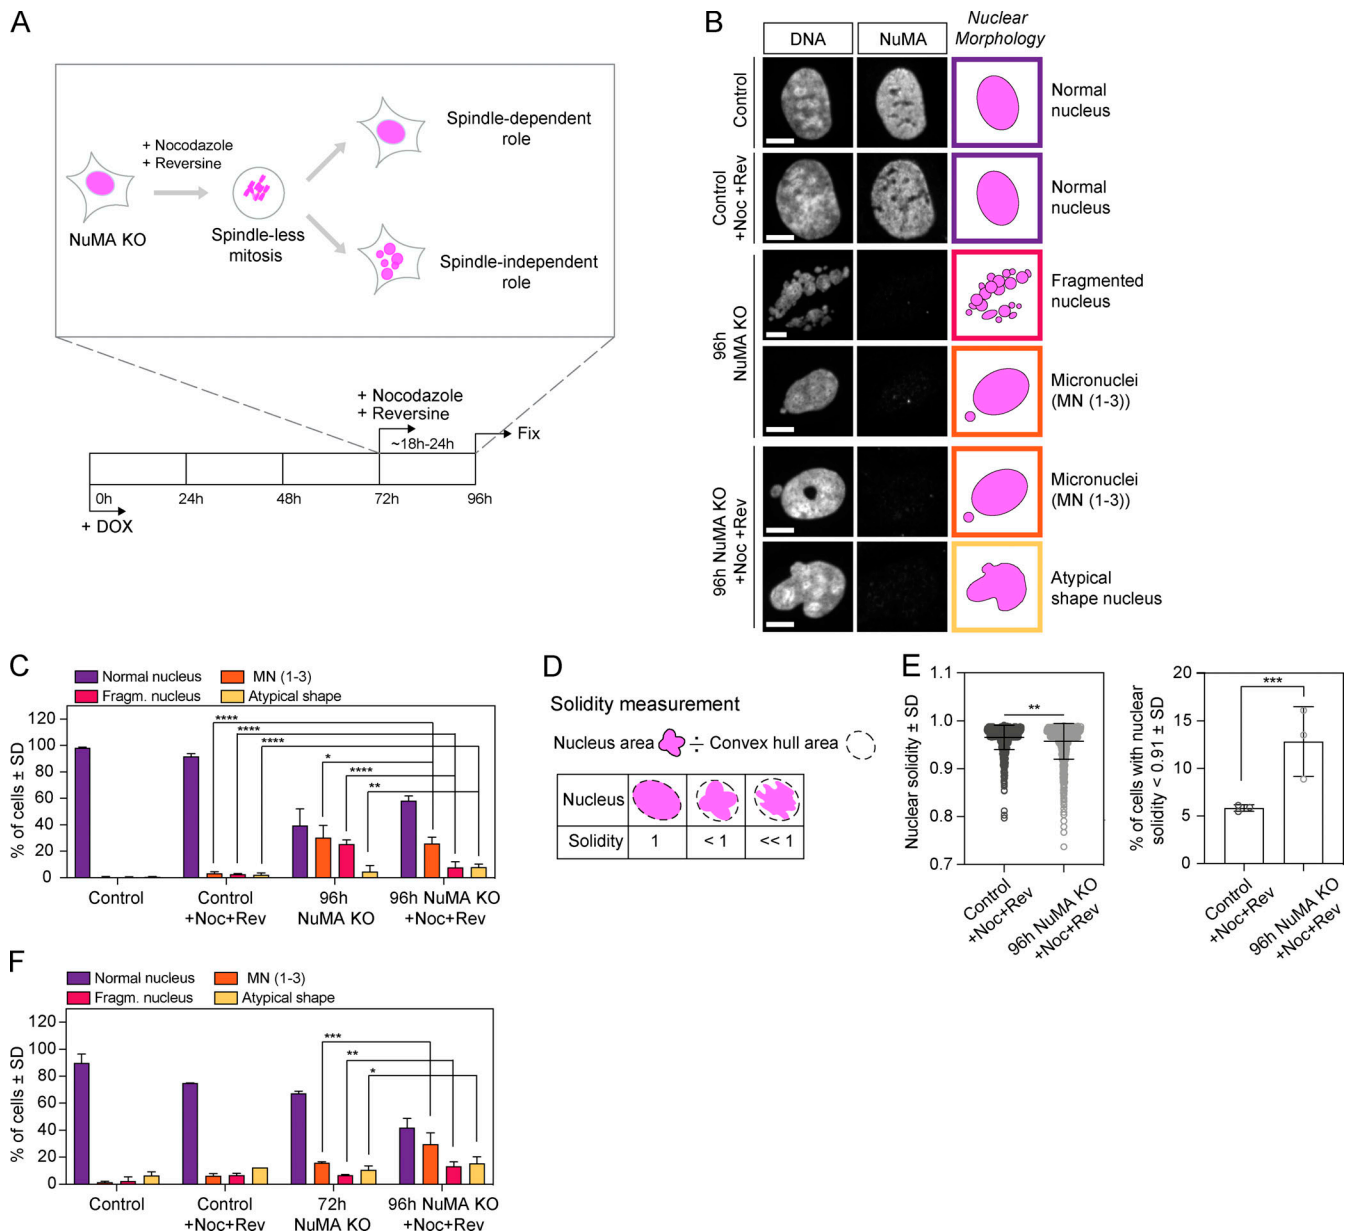 A
+ Nocodazole
+ Reversine
NuMA KO
Spindle-less
mitosis
Spindle-dependent
role
Spindle-independent
role
+ Nocodazole
+ Reversine
~18h-24h
Fix
0h
24h
48h
72h
96h
+ DOX
B
DNA
NuMA
Nuclear
Morphology
Control
Normal
nucleus
Control
+Noc +Rev
Normal
nucleus
96h
NuMA KO
Fragmented
nucleus
Micronuclei
(MN (1-3))
96h NuMA KO
+Noc +Rev
Micronuclei
(MN (1-3))
Atypical
shape nucleus
C
Normal nucleus
MN (1-3)
Fragm. nucleus
Atypical shape
% of cells ± SD
120
100
80
60
40
20
0
****
****
****
*
****
**
Control
Control
+Noc+Rev
96h
NuMA KO
96h NuMA KO
+Noc+Rev
D
Solidity measurement
Nucleus area ÷ Convex hull area
Nucleus
Solidity 1 < 1 << 1
E
Nuclear solidity ± SD
1.1
1.0
0.9
0.8
0.7
**
Control
+Noc+Rev
96h NuMA KO
+Noc+Rev
% of cells with nuclear
solidity < 0.91 ± SD
20
15
10
5
0
***
Control
+Noc+Rev
96h NuMA KO
+Noc+Rev
F
Normal nucleus
MN (1-3)
Fragm. nucleus
Atypical shape
% of cells ± SD
120
100
80
60
40
20
0
***
**
*
Control
Control
+Noc+Rev
72h
NuMA KO
96h NuMA KO
+Noc+Rev